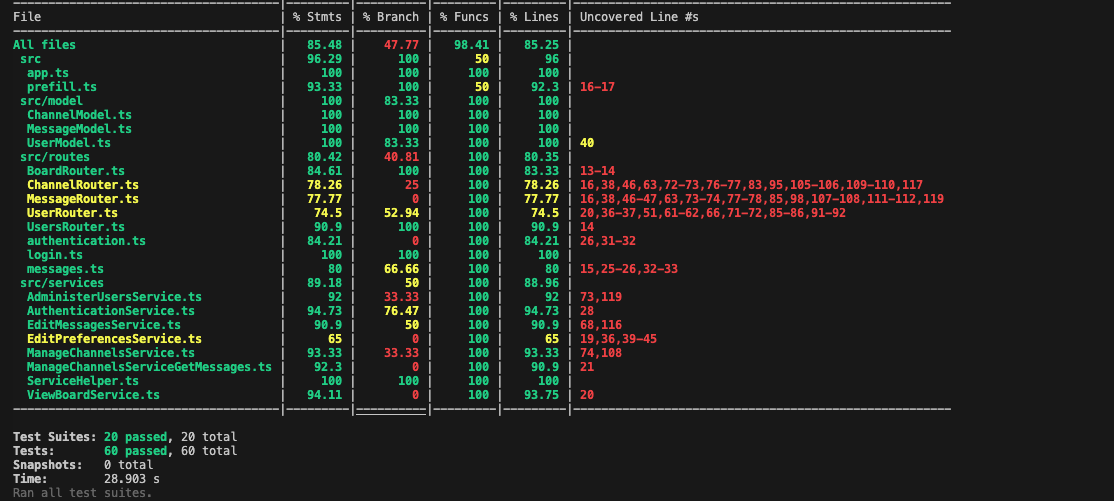 File | % Stmts | % Branch | % Funcs | % Lines | Uncovered Line #s
All files | 85.48 | 47.77 | 98.41 | 85.25 |
src | 96.29 | 100 | 50 | 96 |
app.ts | 100 | 100 | 100 | 100 |
prefill.ts | 93.33 | 100 | 50 | 92.3 | 16-17
src/model | 100 | 83.33 | 100 | 100 |
ChannelModel.ts | 100 | 100 | 100 | 100 |
MessageModel.ts | 100 | 100 | 100 | 100 |
UserModel.ts | 100 | 83.33 | 100 | 100 | 40
src/routes | 80.42 | 40.81 | 100 | 80.35 |
BoardRouter.ts | 84.61 | 100 | 100 | 83.33 | 13-14
ChannelRouter.ts | 78.26 | 25 | 100 | 78.26 | 16,38,46,63,72-73,76-77,83,95,105-106,109-110,117
MessageRouter.ts | 77.77 | 0 | 100 | 77.77 | 16,38,46-47,63,73-74,77-78,85,98,107-108,111-112,119
UserRouter.ts | 74.5 | 52.94 | 100 | 74.5 | 20,36-37,51,61-62,66,71-72,85-86,91-92
UsersRouter.ts | 90.9 | 100 | 100 | 90.9 | 14
authentication.ts | 84.21 | 0 | 100 | 84.21 | 26,31-32
login.ts | 100 | 100 | 100 | 100 |
messages.ts | 80 | 66.66 | 100 | 80 | 15,25-26,32-33
src/services | 89.18 | 50 | 100 | 88.96 |
AdministerUsersService.ts | 92 | 33.33 | 100 | 92 | 73,119
AuthenticationService.ts | 94.73 | 76.47 | 100 | 94.73 | 28
EditMessagesService.ts | 90.9 | 50 | 100 | 90.9 | 68,116
EditPreferencesService.ts | 65 | 0 | 100 | 65 | 19,36,39-45
ManageChannelsService.ts | 93.33 | 33.33 | 100 | 93.33 | 74,108
ManageChannelsServiceGetMessages.ts | 92.3 | 0 | 100 | 90.9 | 21
ServiceHelper.ts | 100 | 100 | 100 | 100 |
ViewBoardService.ts | 94.11 | 0 | 100 | 93.75 | 20
Test Suites: 20 passed, 20 total
Tests: 60 passed, 60 total
Snapshots: 0 total
Time: 28.903 s
Ran all test suites.